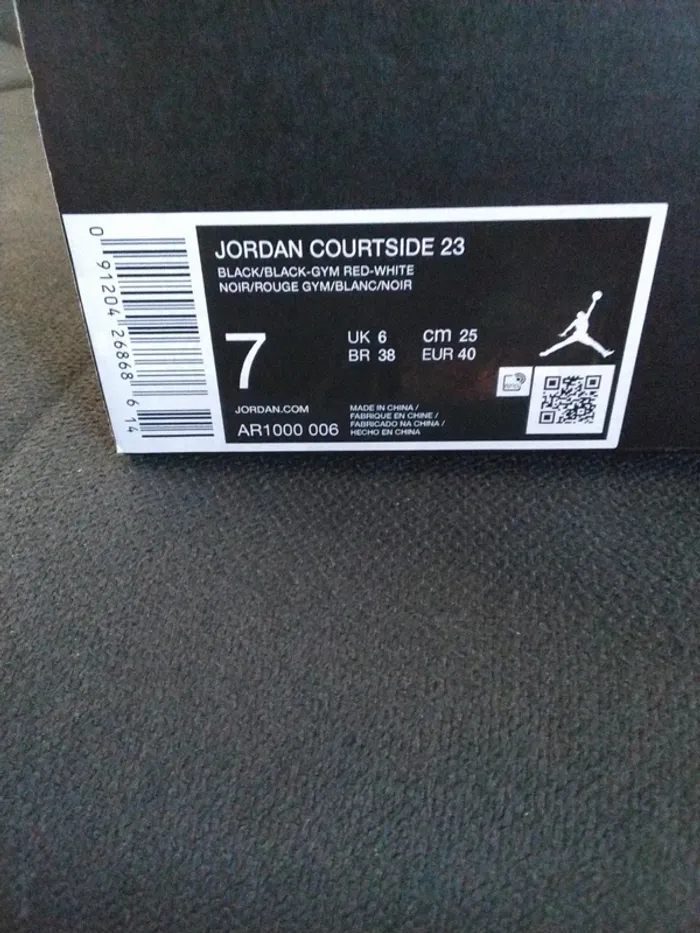 JORDAN COURTSIDE 23
BLACK/BLACK-GYM RED-WHITE
NOIR/ROUGE GYM/BLANC/NOIR
7
UK 6
cm 25
BR 38
EUR 40
JORDAN.COM
AR1000 006
MADE IN CHINA /
FABRIQUE EN CHINE /
FABRICADO NA CHINA /
HECHO EN CHINA
0 91204 26868 6 14